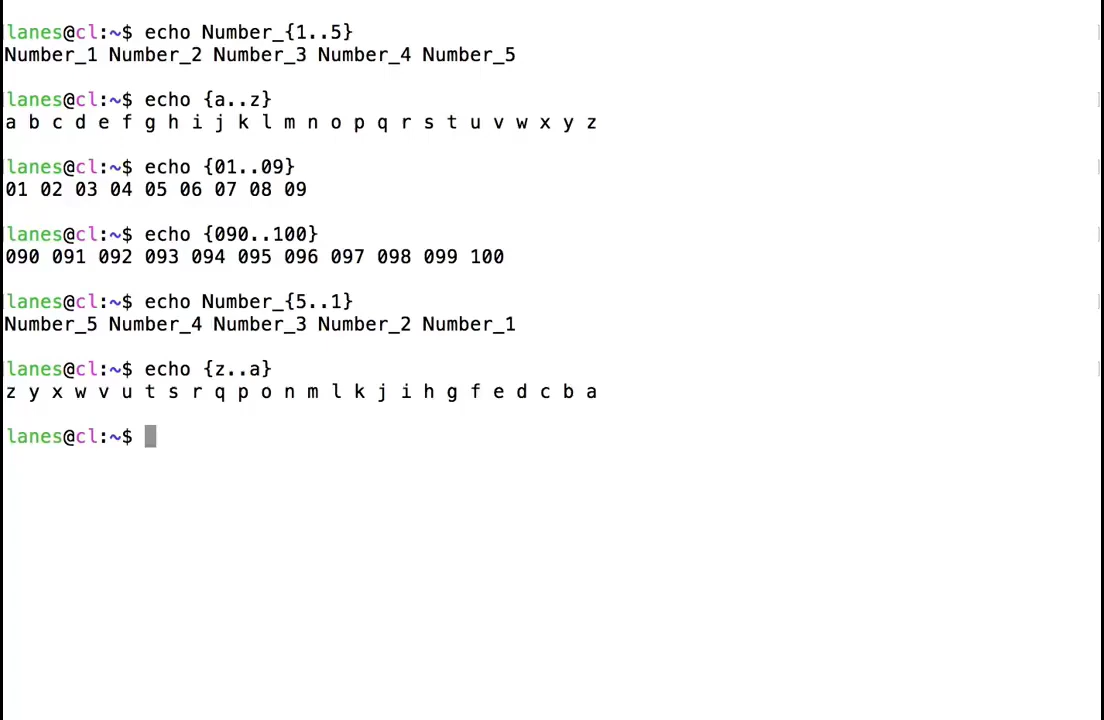 lanes@cl:~$ echo Number_{1..5}
Number_1 Number_2 Number_3 Number_4 Number_5
lanes@cl:~$ echo {a..z}
a b c d e f g h i j k l m n o p q r s t u v w x y z
lanes@cl:~$ echo {01..09}
01 02 03 04 05 06 07 08 09
lanes@cl:~$ echo {090..100}
090 091 092 093 094 095 096 097 098 099 100
lanes@cl:~$ echo Number_{5..1}
Number_5 Number_4 Number_3 Number_2 Number_1
lanes@cl:~$ echo {z..a}
z y x w v u t s r q p o n m l k j i h g f e d c b a
lanes@cl:~$